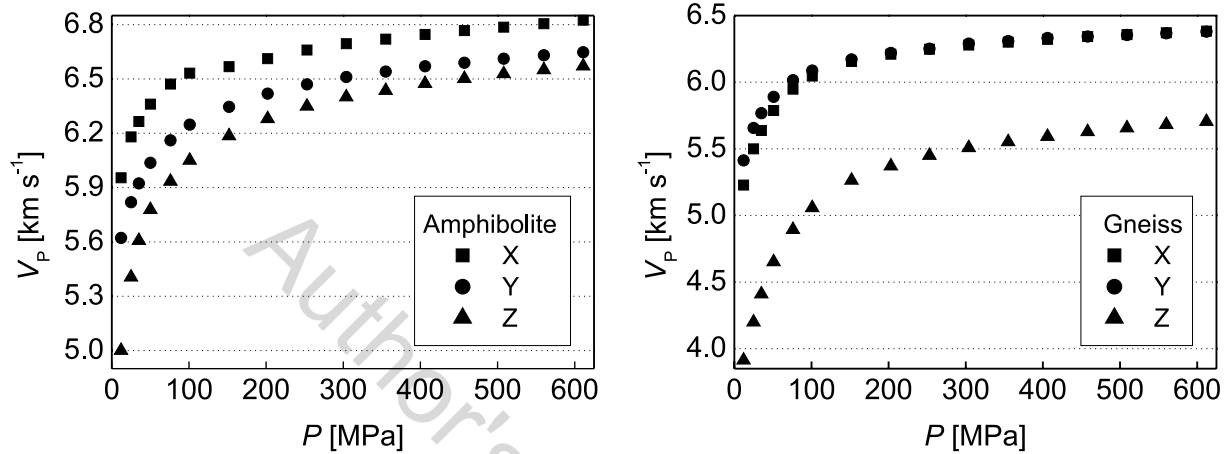 6.8
6.5
6.2
5.9
5.6
5.3
5.0
V_P [km s⁻¹]
0 100 200 300 400 500 600
P [MPa]
Amphibolite
X
Y
Z
Author's
6.5
6.0
5.5
5.0
4.5
4.0
V_P [km s⁻¹]
0 100 200 300 400 500 600
P [MPa]
Gneiss
X
Y
Z